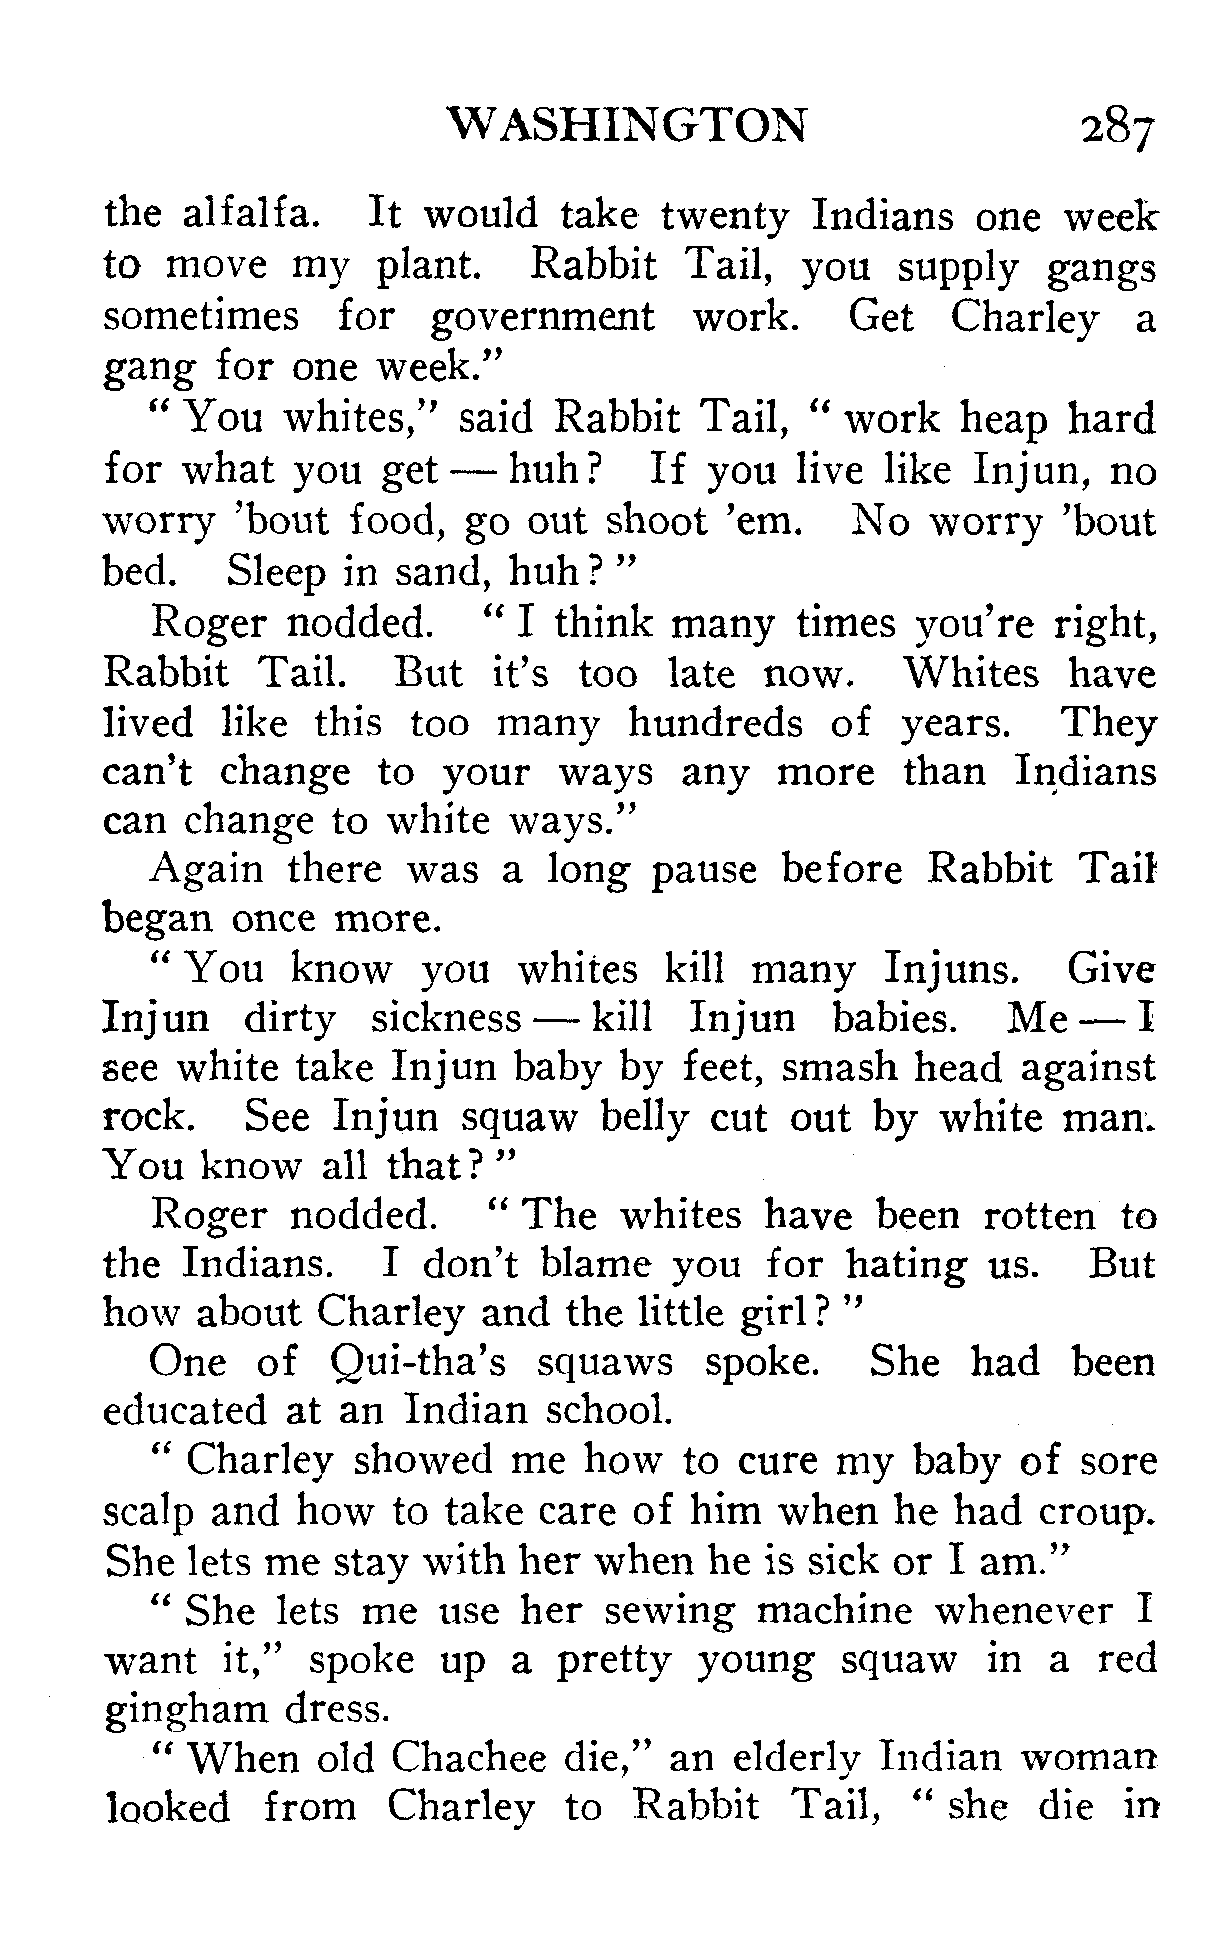 WASHINGTON 287
the alfalfa. It would take twenty Indians one week
to move my plant. Rabbit Tail, you supply gangs
sometimes for government work. Get Charley a
gang for one week."
" You whites," said Rabbit Tail, " work heap hard
for what you get — huh? If you live like Injun, no
worry 'bout food, go out shoot 'em. No worry 'bout
bed. Sleep in sand, huh? "
Roger nodded. " I think many times you're right,
Rabbit Tail. But it's too late now. Whites have
lived like this too many hundreds of years. They
can't change to your ways any more than Indians
can change to white ways."
Again there was a long pause before Rabbit Tail
began once more.
" You know you whites kill many Injuns. Give
Injun dirty sickness — kill Injun babies. Me — I
see white take Injun baby by feet, smash head against
rock. See Injun squaw belly cut out by white man.
You know all that? "
Roger nodded. " The whites have been rotten to
the Indians. I don't blame you for hating us. But
how about Charley and the little girl? "
One of Qui-tha's squaws spoke. She had been
educated at an Indian school.
" Charley showed me how to cure my baby of sore
scalp and how to take care of him when he had croup.
She lets me stay with her when he is sick or I am."
" She lets me use her sewing machine whenever I
want it," spoke up a pretty young squaw in a red
gingham dress.
" When old Chachee die," an elderly Indian woman
looked from Charley to Rabbit Tail, " she die in